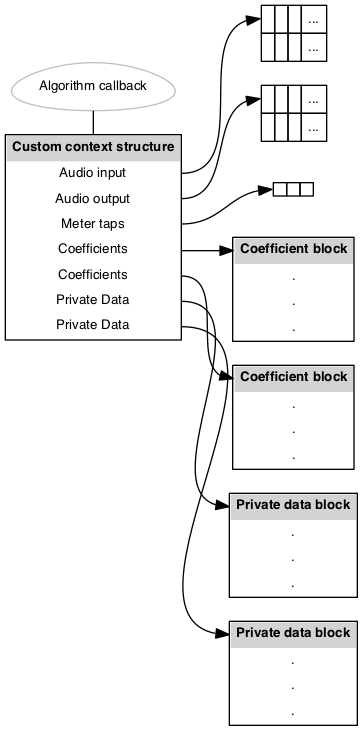 ...
...
Algorithm callback
...
...
Custom context structure
Audio input
Audio output
Meter taps
Coefficients
Coefficients
Private Data
Private Data
Coefficient block
.
.
.
Coefficient block
.
.
.
Private data block
.
.
.
Private data block
.
.
.